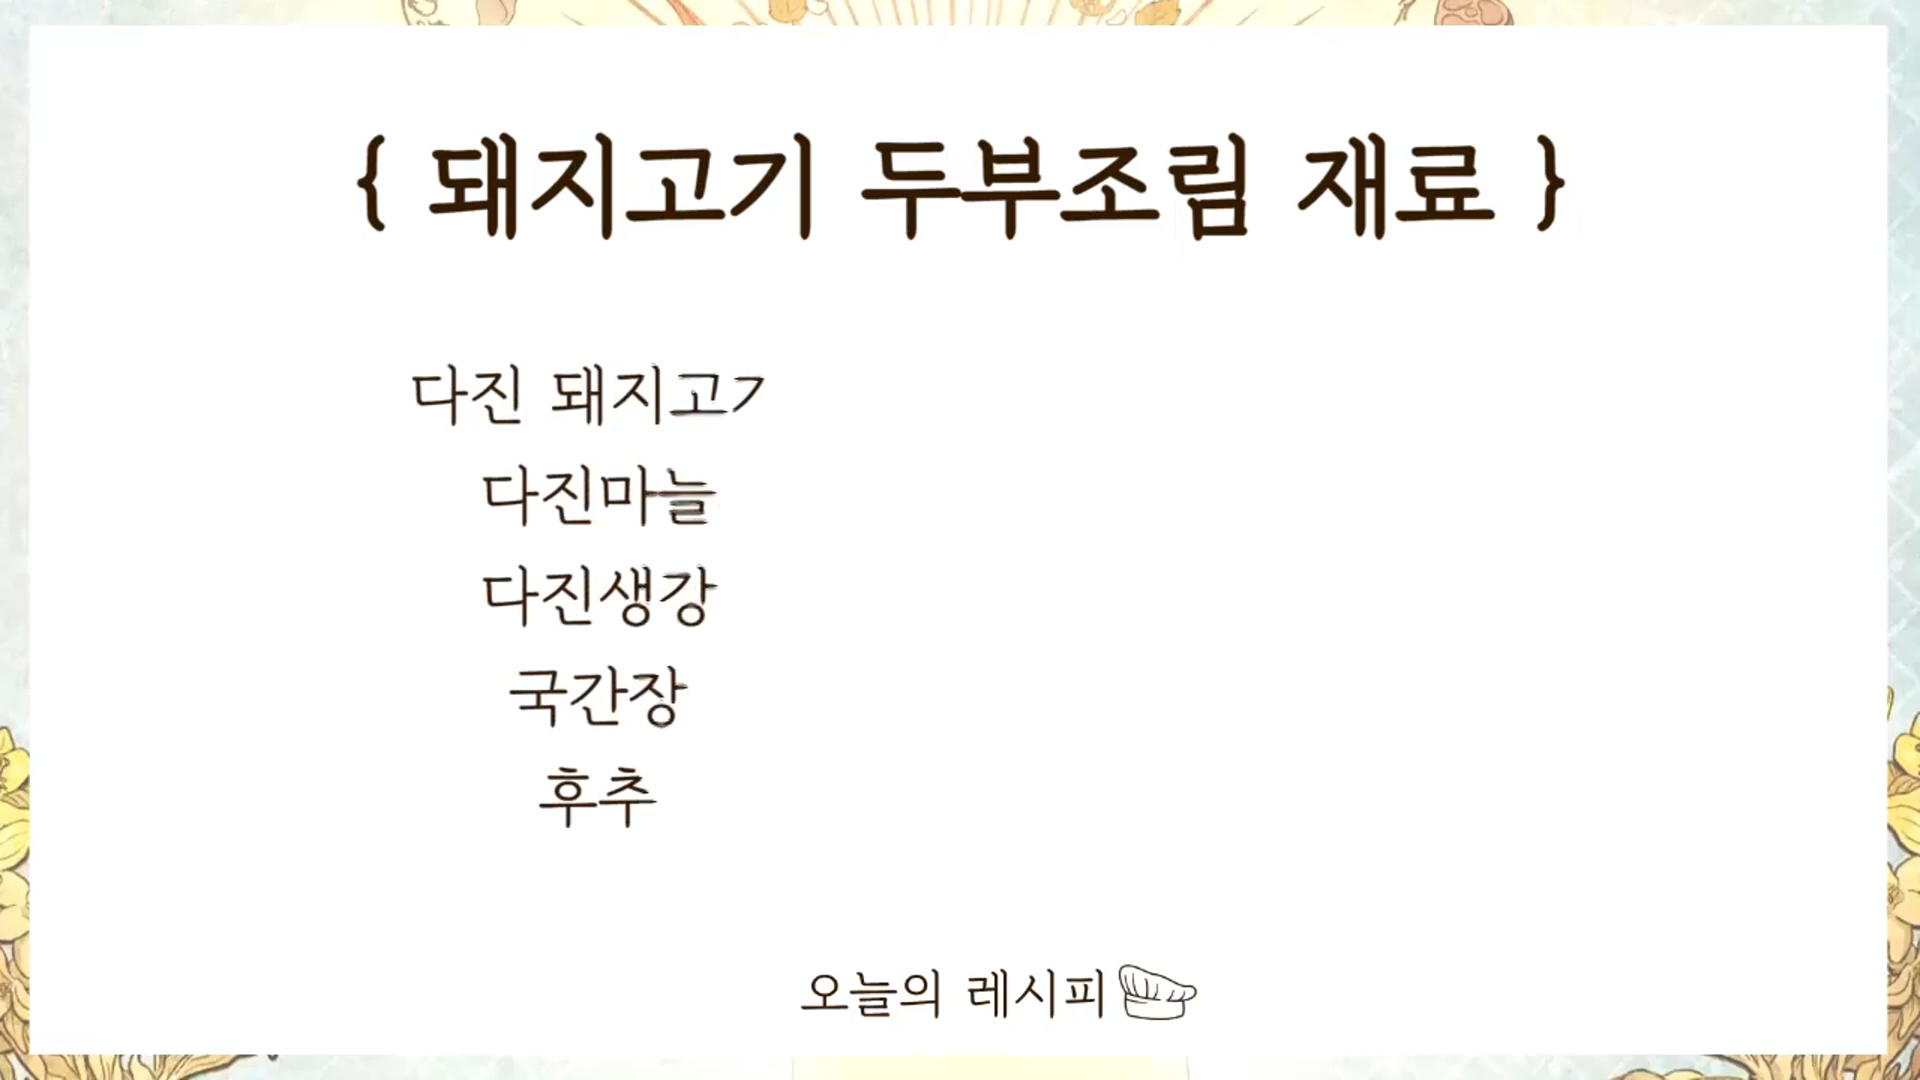 { 돼지고기 두부조림 재료 }
다진 돼지고기
다진마늘
다진생강
국간장
후추
오늘의 레시피